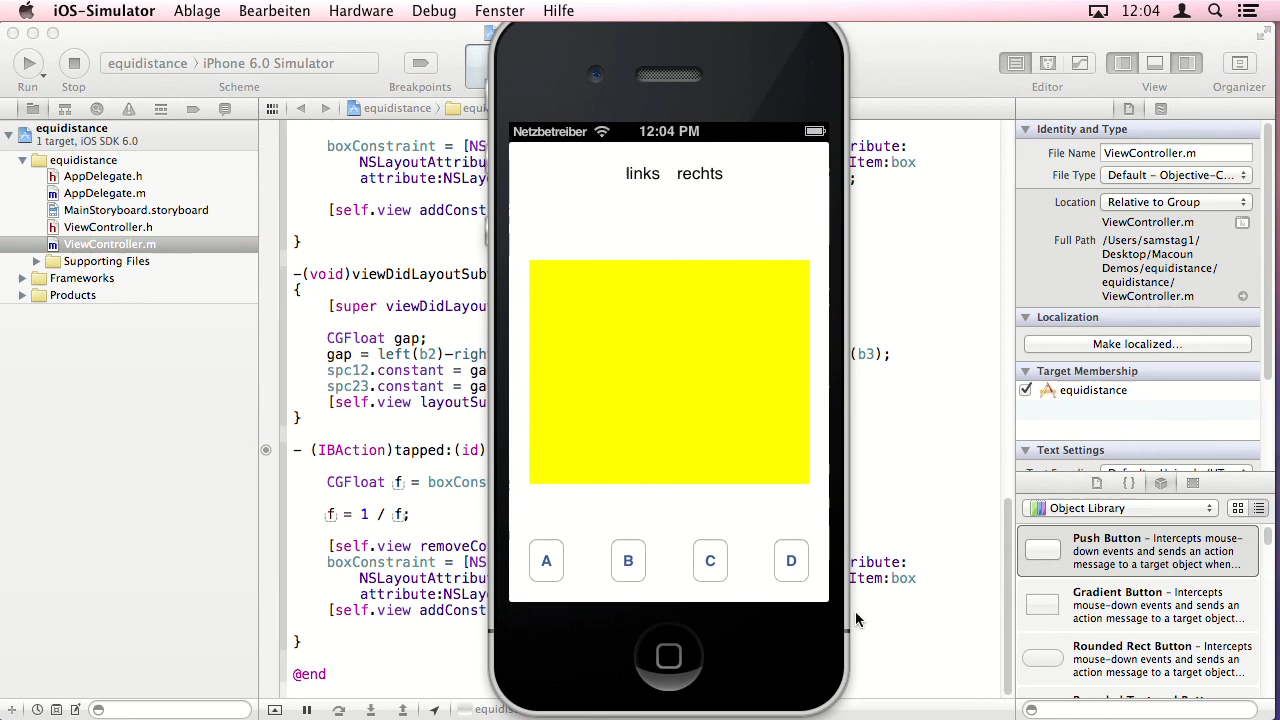 iOS-Simulator Ablage Bearbeiten Hardware Debug Fenster Hilfe 12:04
equidistance iPhone 6.0 Simulator
Run Stop Scheme Breakpoints Editor View Organizer
equidistance
equidistance
1 target, iOS SDK 6.0
equidistance
h AppDelegate.h
m AppDelegate.m
MainStoryboard.storyboard
h ViewController.h
m ViewController.m
Supporting Files
Frameworks
Products
boxConstraint = [NS ribute:
NSLayoutAttribu Item:box
attribute:NSLay ;
[self.view addConst
}
-(void)viewDidLayoutSub
{
[super viewDidLayou
CGFloat gap;
gap = left(b2)-righ (b3);
spc12.constant = ga
spc23.constant = ga
[self.view layoutSu
}
- (IBAction)tapped:(id)
CGFloat f = boxCons
f = 1 / f;
[self.view removeCo
boxConstraint = [NS ribute:
NSLayoutAttribu Item:box
attribute:NSLay ;
[self.view addConst
}
@end
equidis
Netzbetreiber 12:04 PM
links rechts
A B C D
Identity and Type
File Name ViewController.m
File Type Default - Objective-C...
Location Relative to Group
ViewController.m
Full Path /Users/samstag1/
Desktop/Macoun
Demos/equidistance/
equidistance/
ViewController.m
Localization
Make localized...
Target Membership
equidistance
Text Settings
Object Library
Push Button – Intercepts mouse-
down events and sends an action
message to a target object when...
Gradient Button – Intercepts
mouse-down events and sends an
action message to a target object...
Rounded Rect Button – Intercepts
mouse-down events and sends an
action message to a target object...